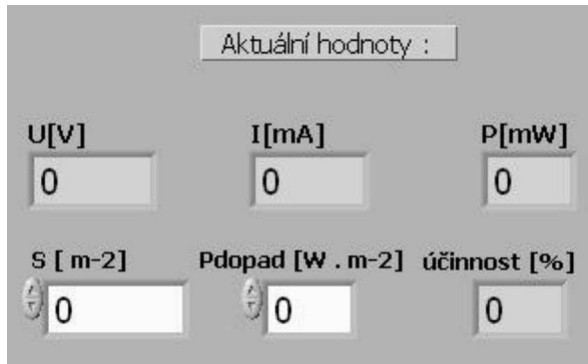 Aktuální hodnoty :
U[V] I[mA] P[mW]
0 0 0
S [ m-2] Pdopad [W . m-2] účinnost [%]
0 0 0